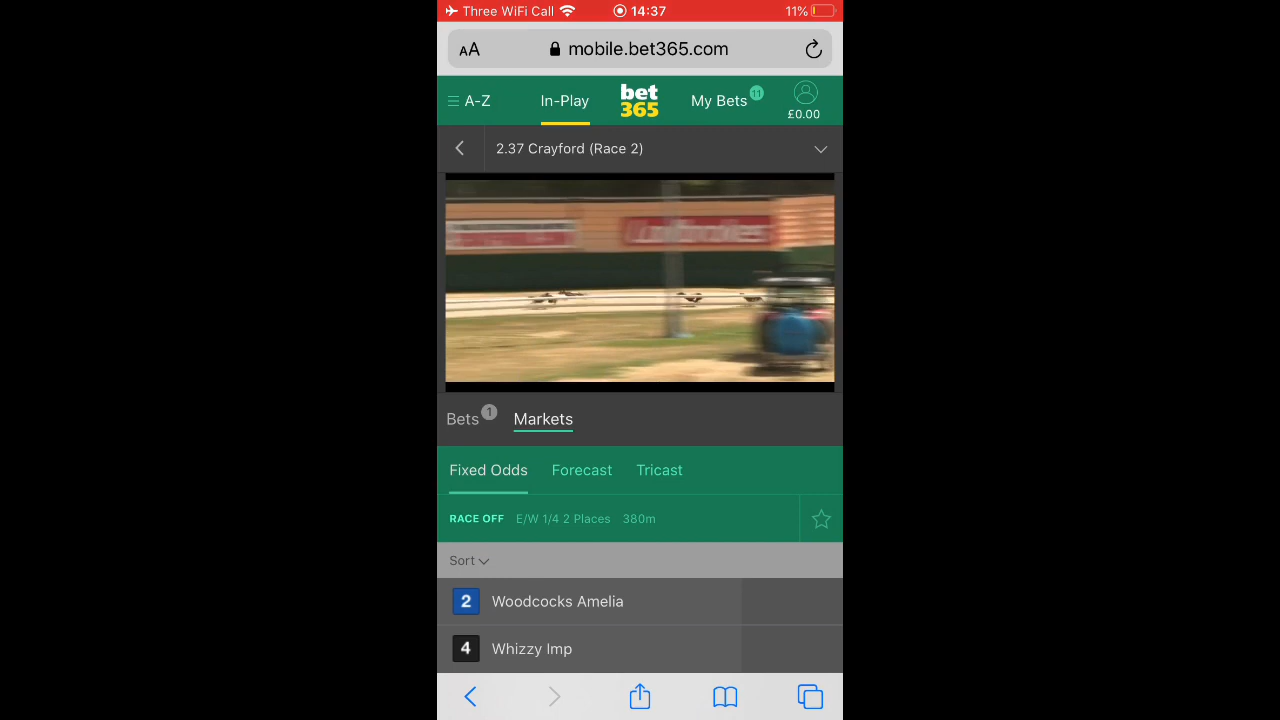 Three WiFi Call 14:37 11%
AA mobile.bet365.com
A-Z In-Play bet365 My Bets 11 £0.00
2.37 Crayford (Race 2)
Ladbrokes
Bets 1 Markets
Fixed Odds Forecast Tricast
RACE OFF E/W 1/4 2 Places 380m
Sort
2 Woodcocks Amelia
4 Whizzy Imp